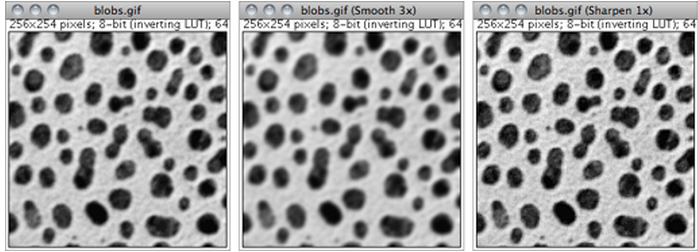 blobs.gif
256x254 pixels; 8-bit (inverting LUT); 64
blobs.gif (Smooth 3x)
256x254 pixels; 8-bit (inverting LUT); 64
blobs.gif (Sharpen 1x)
256x254 pixels; 8-bit (inverting LUT); 64